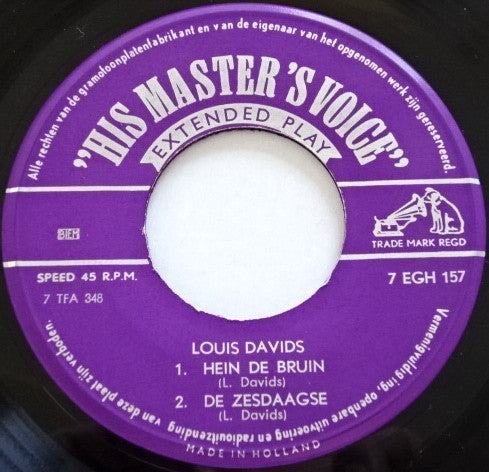 Alle rechten van de gramofoonplatenfabrikant en van de eigenaar van het opgenomen werk zijn gereserveerd.
"HIS MASTER'S VOICE"
EXTENDED PLAY
BIEM
TRADE MARK REGD
SPEED 45 R.P.M.
7 EGH 157
7 TFA 348
LOUIS DAVIDS
1. HEIN DE BRUIN
(L. Davids)
2. DE ZESDAAGSE
(L. Davids)
Vermenigvuldiging, openbare uitvoering en radiouitzending van deze plaat zijn verboden.
MADE IN HOLLAND